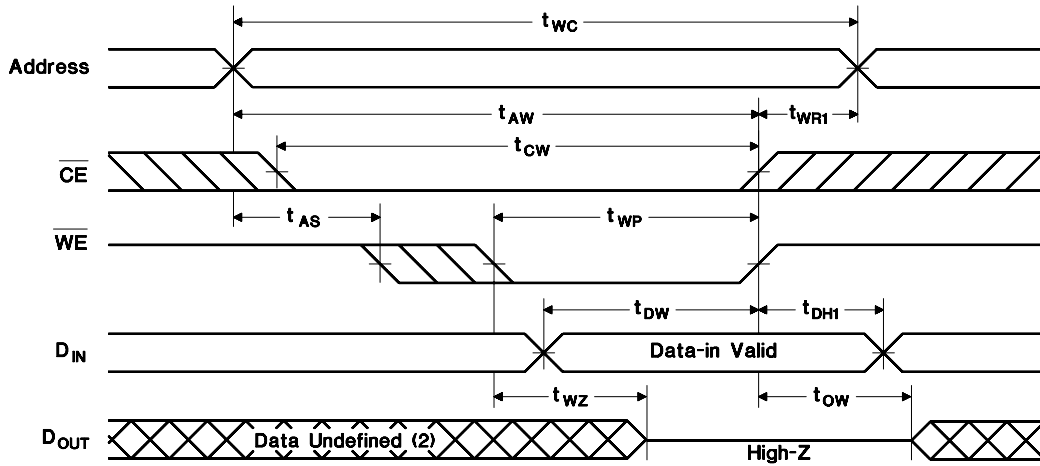 tWC
Address
tAW
tWR1
tCW
CE
tAS
tWP
WE
tDW
tDH1
DIN
Data-in Valid
tWZ
tOW
DOUT
Data Undefined (2)
High-Z